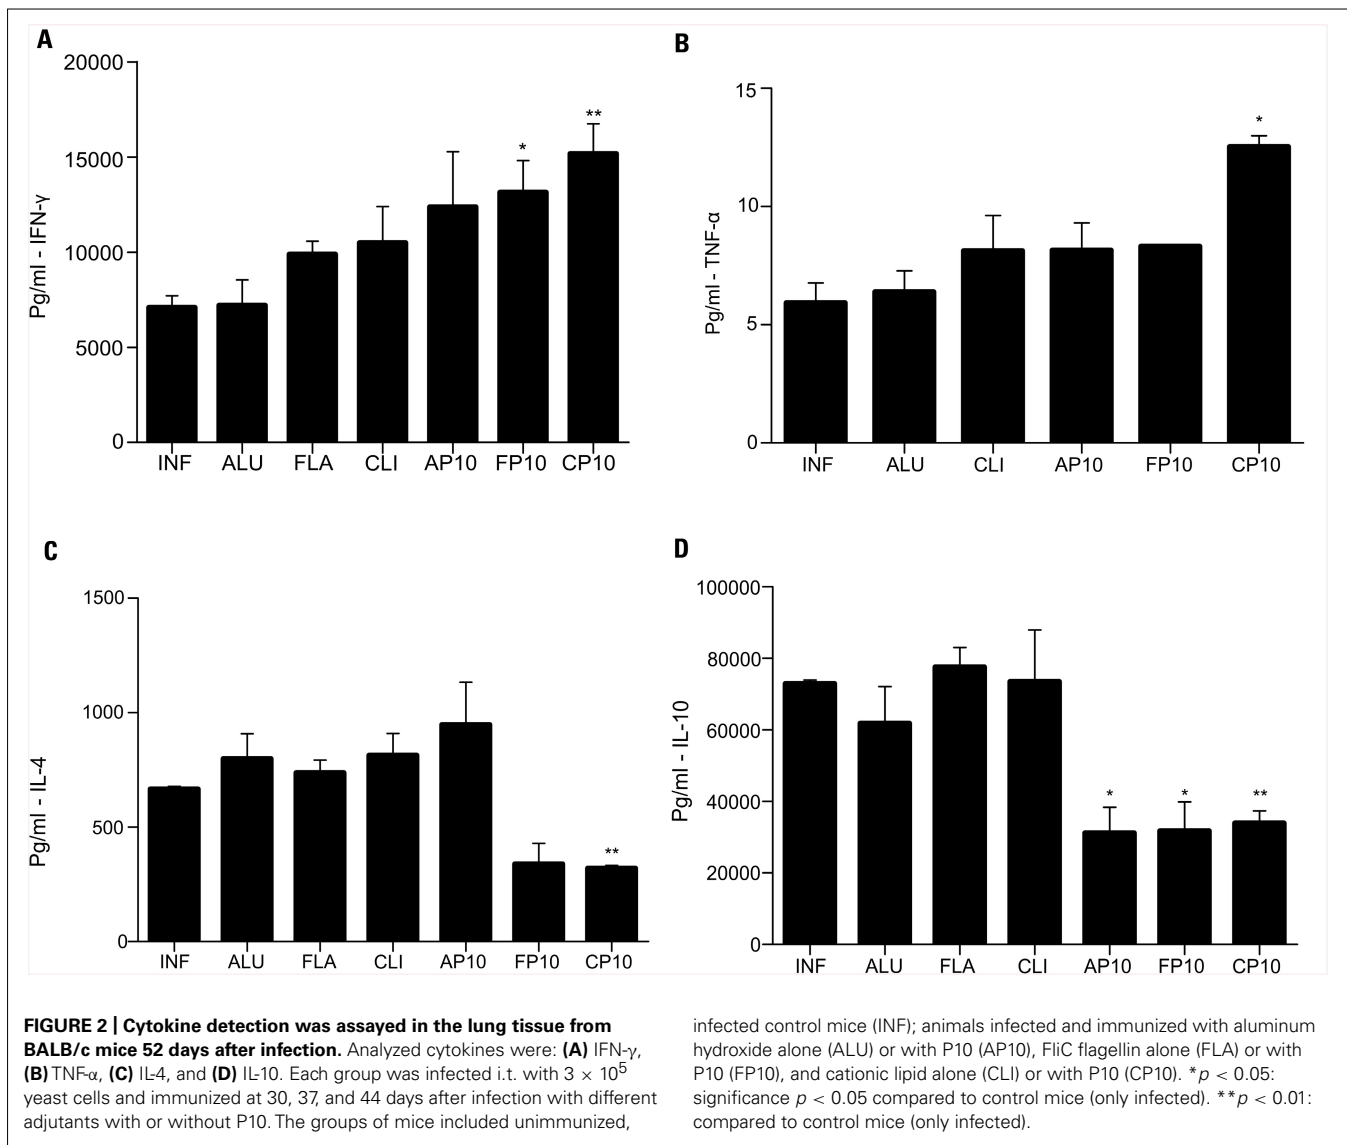 A
20000
15000
10000
5000
0
Pg/ml - IFN-γ
*
**
INF ALU FLA CLI AP10 FP10 CP10
B
15
10
5
0
Pg/ml - TNF-α
*
INF ALU CLI AP10 FP10 CP10
C
1500
1000
500
0
Pg/ml - IL-4
**
INF ALU FLA CLI AP10 FP10 CP10
D
100000
80000
60000
40000
20000
0
Pg/ml - IL-10
*
*
**
INF ALU FLA CLI AP10 FP10 CP10
FIGURE 2 | Cytokine detection was assayed in the lung tissue from
BALB/c mice 52 days after infection. Analyzed cytokines were: (A) IFN-γ,
(B) TNF-α, (C) IL-4, and (D) IL-10. Each group was infected i.t. with 3 × 10⁵
yeast cells and immunized at 30, 37, and 44 days after infection with different
adjutants with or without P10. The groups of mice included unimmunized,
infected control mice (INF); animals infected and immunized with aluminum
hydroxide alone (ALU) or with P10 (AP10), FliC flagellin alone (FLA) or with
P10 (FP10), and cationic lipid alone (CLI) or with P10 (CP10). *p < 0.05:
significance p < 0.05 compared to control mice (only infected). **p < 0.01:
compared to control mice (only infected).